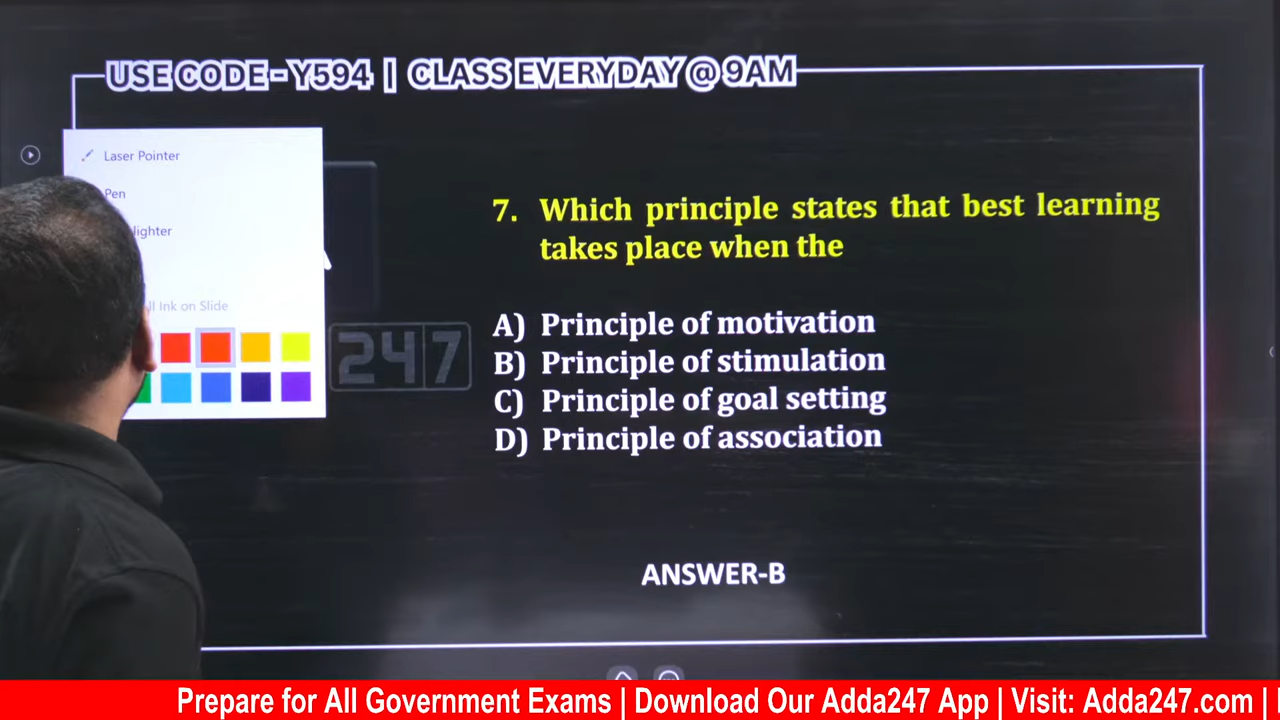 USE CODE - Y594 | CLASS EVERYDAY @ 9AM
Laser Pointer
Pen
lighter
Ink on Slide
247
7. Which principle states that best learning
takes place when the
A) Principle of motivation
B) Principle of stimulation
C) Principle of goal setting
D) Principle of association
ANSWER-B
Prepare for All Government Exams | Download Our Adda247 App | Visit: Adda247.com |